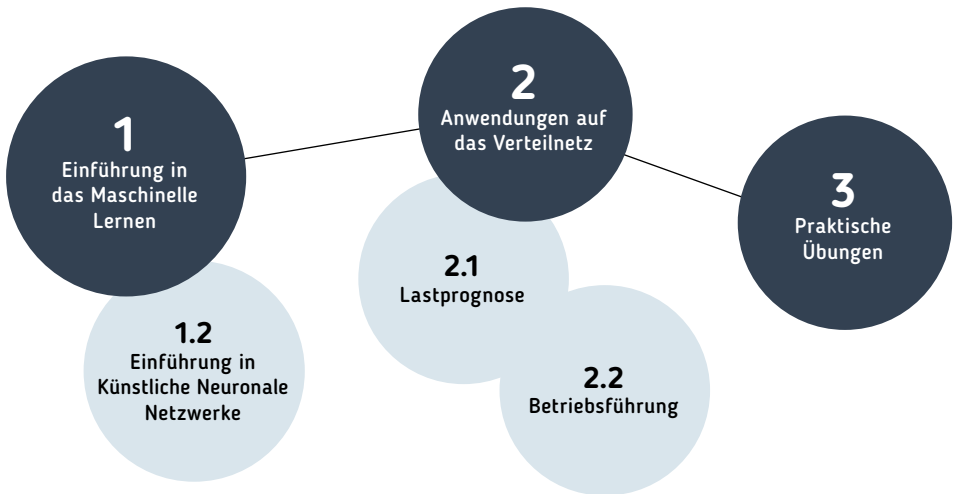 1
Einführung in
das Maschinelle
Lernen
1.2
Einführung in
Künstliche Neuronale
Netzwerke
2
Anwendungen auf
das Verteilnetz
2.1
Lastprognose
2.2
Betriebsführung
3
Praktische
Übungen